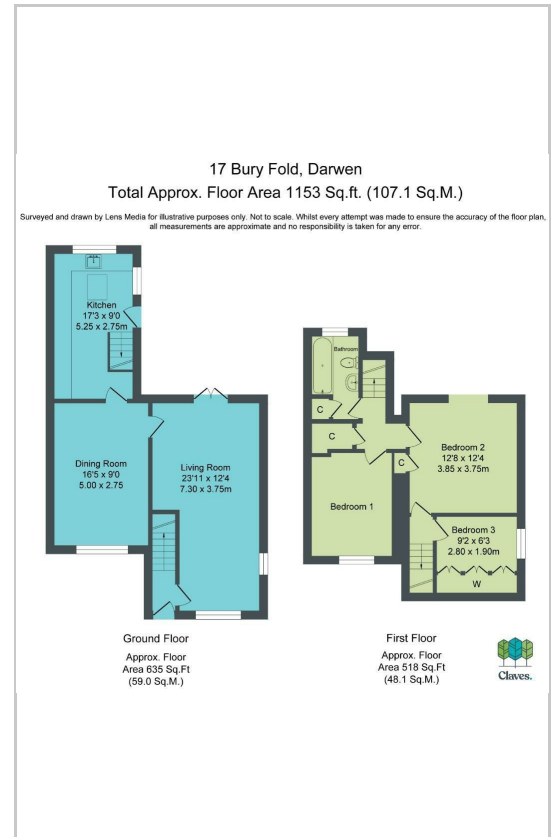 17 Bury Fold, Darwen
Total Approx. Floor Area 1153 Sq.ft. (107.1 Sq.M.)
Surveyed and drawn by Lens Media for illustrative purposes only. Not to scale. Whilst every attempt was made to ensure the accuracy of the floor plan,
all measurements are approximate and no responsibility is taken for any error.
Kitchen
17'3 x 9'0
5.25 x 2.75m
Dining Room
16'5 x 9'0
5.00 x 2.75
Living Room
23'11 x 12'4
7.30 x 3.75m
Ground Floor
Approx. Floor
Area 635 Sq.Ft
(59.0 Sq.M.)
Bathroom
C
C
C
Bedroom 2
12'8 x 12'4
3.85 x 3.75m
Bedroom 1
Bedroom 3
9'2 x 6'3
2.80 x 1.90m
W
First Floor
Approx. Floor
Area 518 Sq.Ft
(48.1 Sq.M.)
Claves.